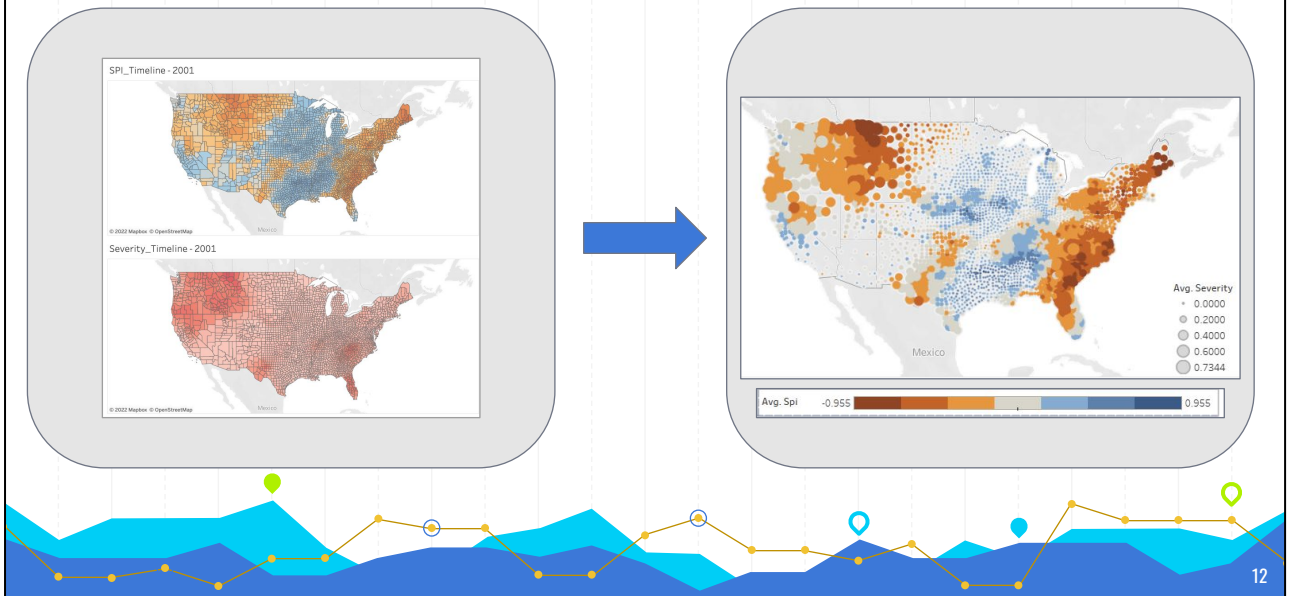 SPI_Timeline - 2001
Mexico
© 2022 Mapbox © OpenStreetMap
Severity_Timeline - 2001
Mexico
© 2022 Mapbox © OpenStreetMap
Mexico
Avg. Severity
0.0000
0.2000
0.4000
0.6000
0.7344
Avg. Spi -0.955 0.955
12